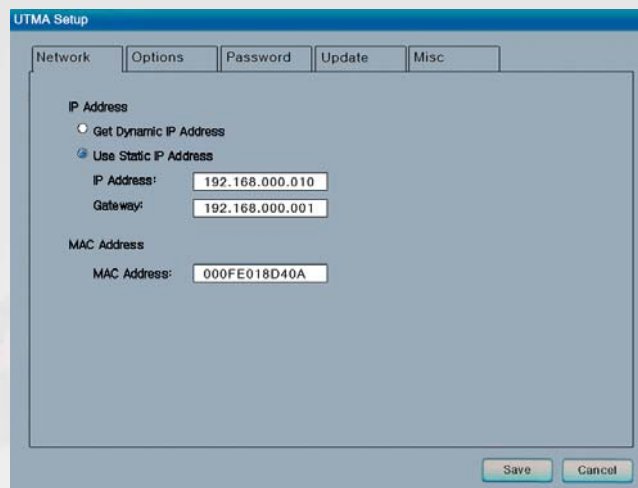 UTMA Setup
Network Options Password Update Misc
IP Address
Get Dynamic IP Address
Use Static IP Address
IP Address: 192.168.000.010
Gateway: 192.168.000.001
MAC Address
MAC Address: 000FE018D40A
Save Cancel